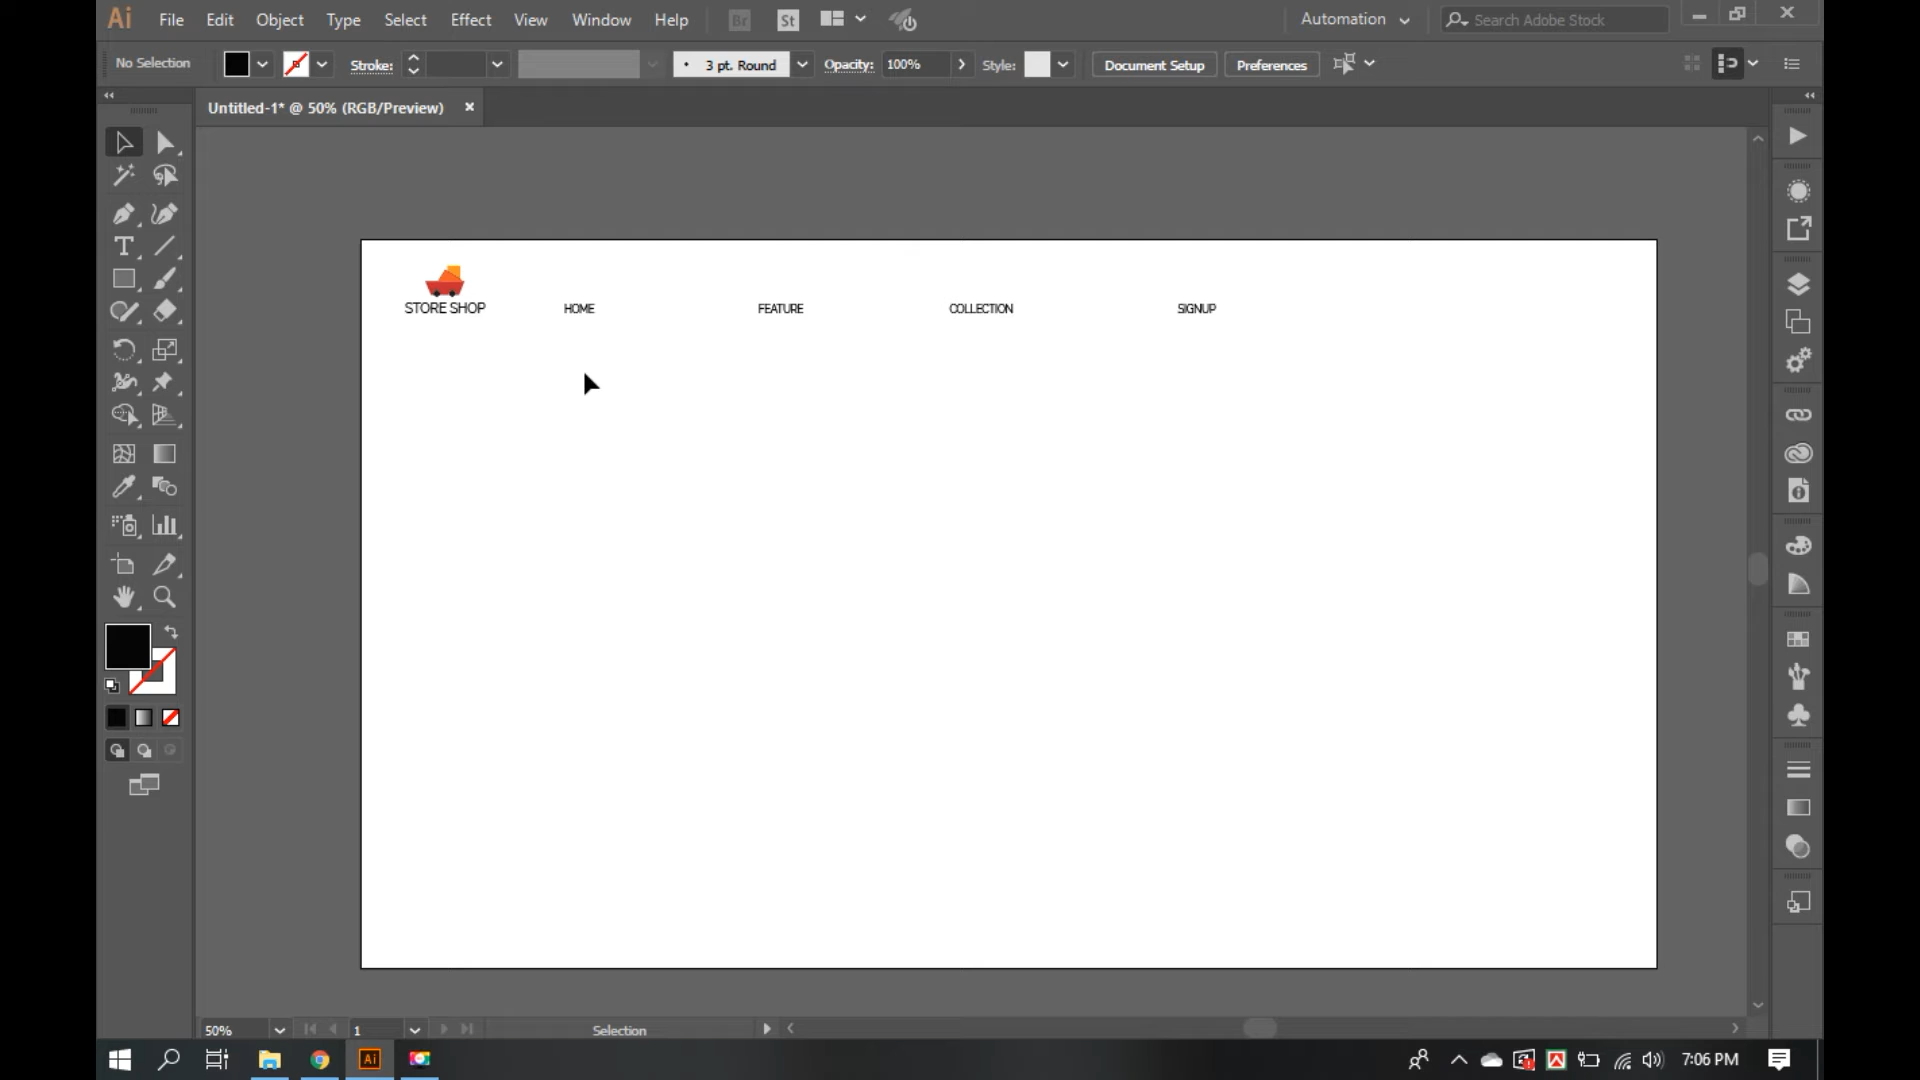 Ai File Edit Object Type Select Effect View Window Help Br St Automation Search Adobe Stock
No Selection Stroke: 3 pt. Round Opacity: 100% Style: Document Setup Preferences
Untitled-1* @ 50% (RGB/Preview)
STORE SHOP HOME FEATURE COLLECTION SIGNUP
50% 1 Selection
Ai 7:06 PM